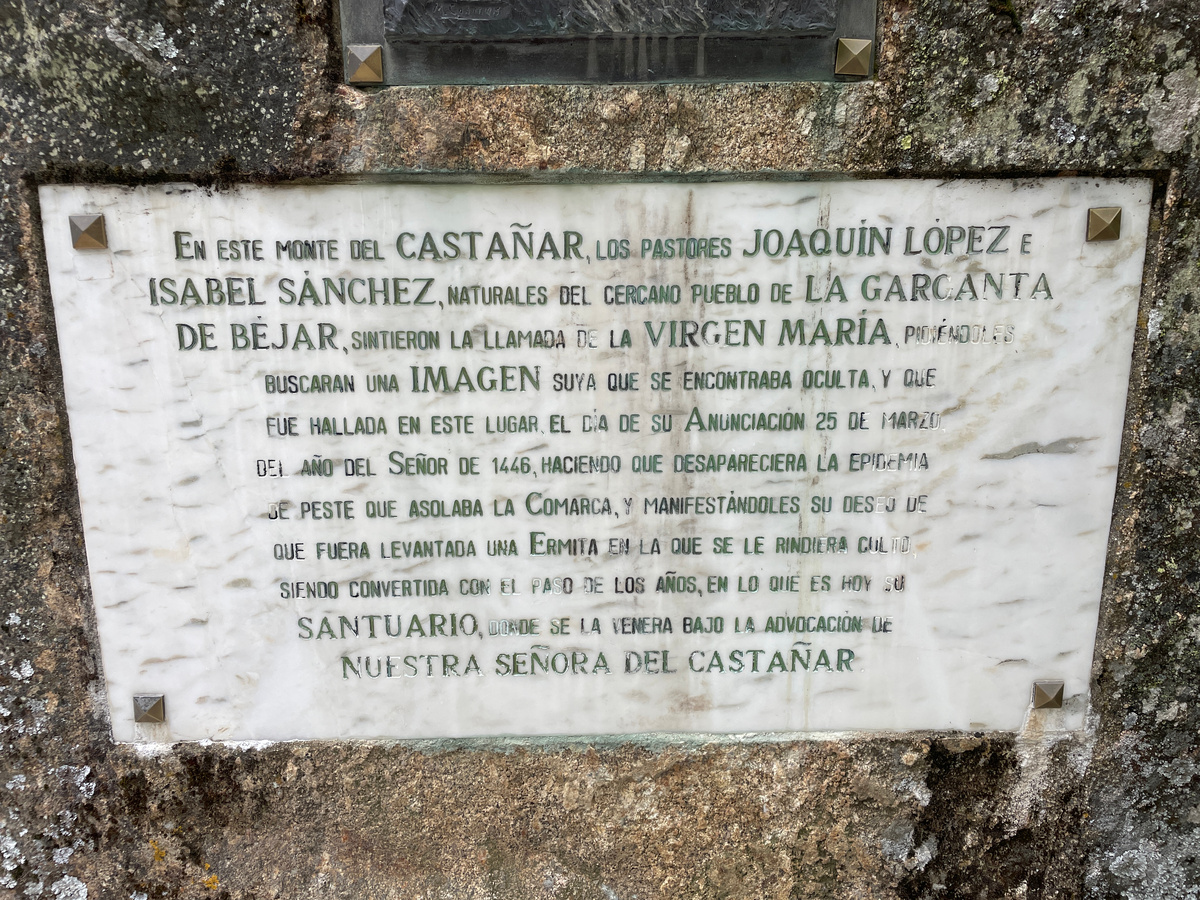 En este monte del CASTAÑAR, los pastores JOAQUÍN LÓPEZ e
ISABEL SÁNCHEZ, naturales del cercano pueblo de LA GARGANTA
DE BÉJAR, sintieron la llamada de la VIRGEN MARÍA, pidiéndoles
buscaran una IMAGEN suya que se encontraba oculta, y que
fue hallada en este lugar, el día de su Anunciación 25 de marzo,
del año del Señor de 1446, haciendo que desapareciera la epidemia
de peste que asolaba la Comarca, y manifestándoles su deseo de
que fuera levantada una Ermita en la que se le rindiera culto,
siendo convertida con el paso de los años, en lo que es hoy su
SANTUARIO, donde se la venera bajo la advocación de
NUESTRA SEÑORA DEL CASTAÑAR.